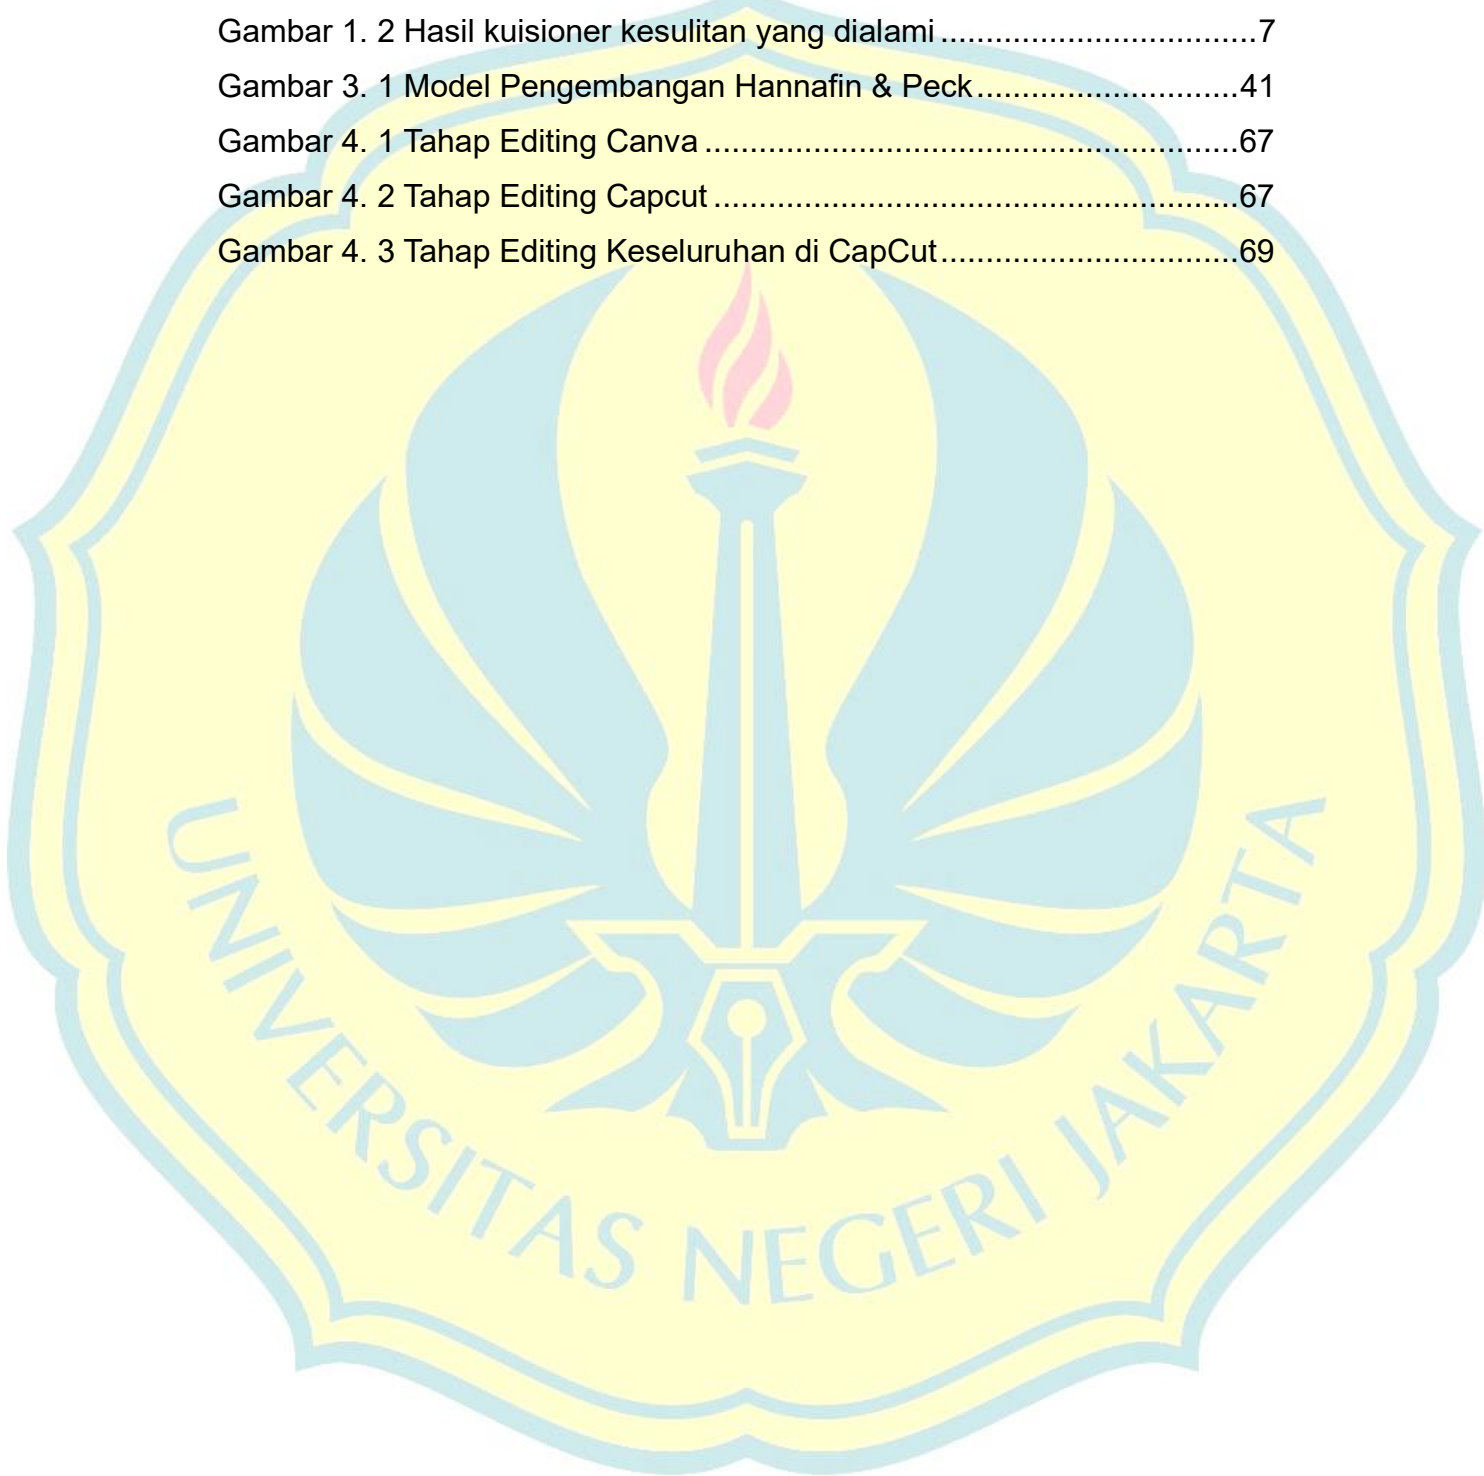 Gambar 1. 2 Hasil kuisioner kesulitan yang dialami...................................7
Gambar 3. 1 Model Pengembangan Hannafin & Peck.............................41
Gambar 4. 1 Tahap Editing Canva...........................................................67
Gambar 4. 2 Tahap Editing Capcut..........................................................67
Gambar 4. 3 Tahap Editing Keseluruhan di CapCut.................................69
UNIVERSITAS NEGERI JAKARTA